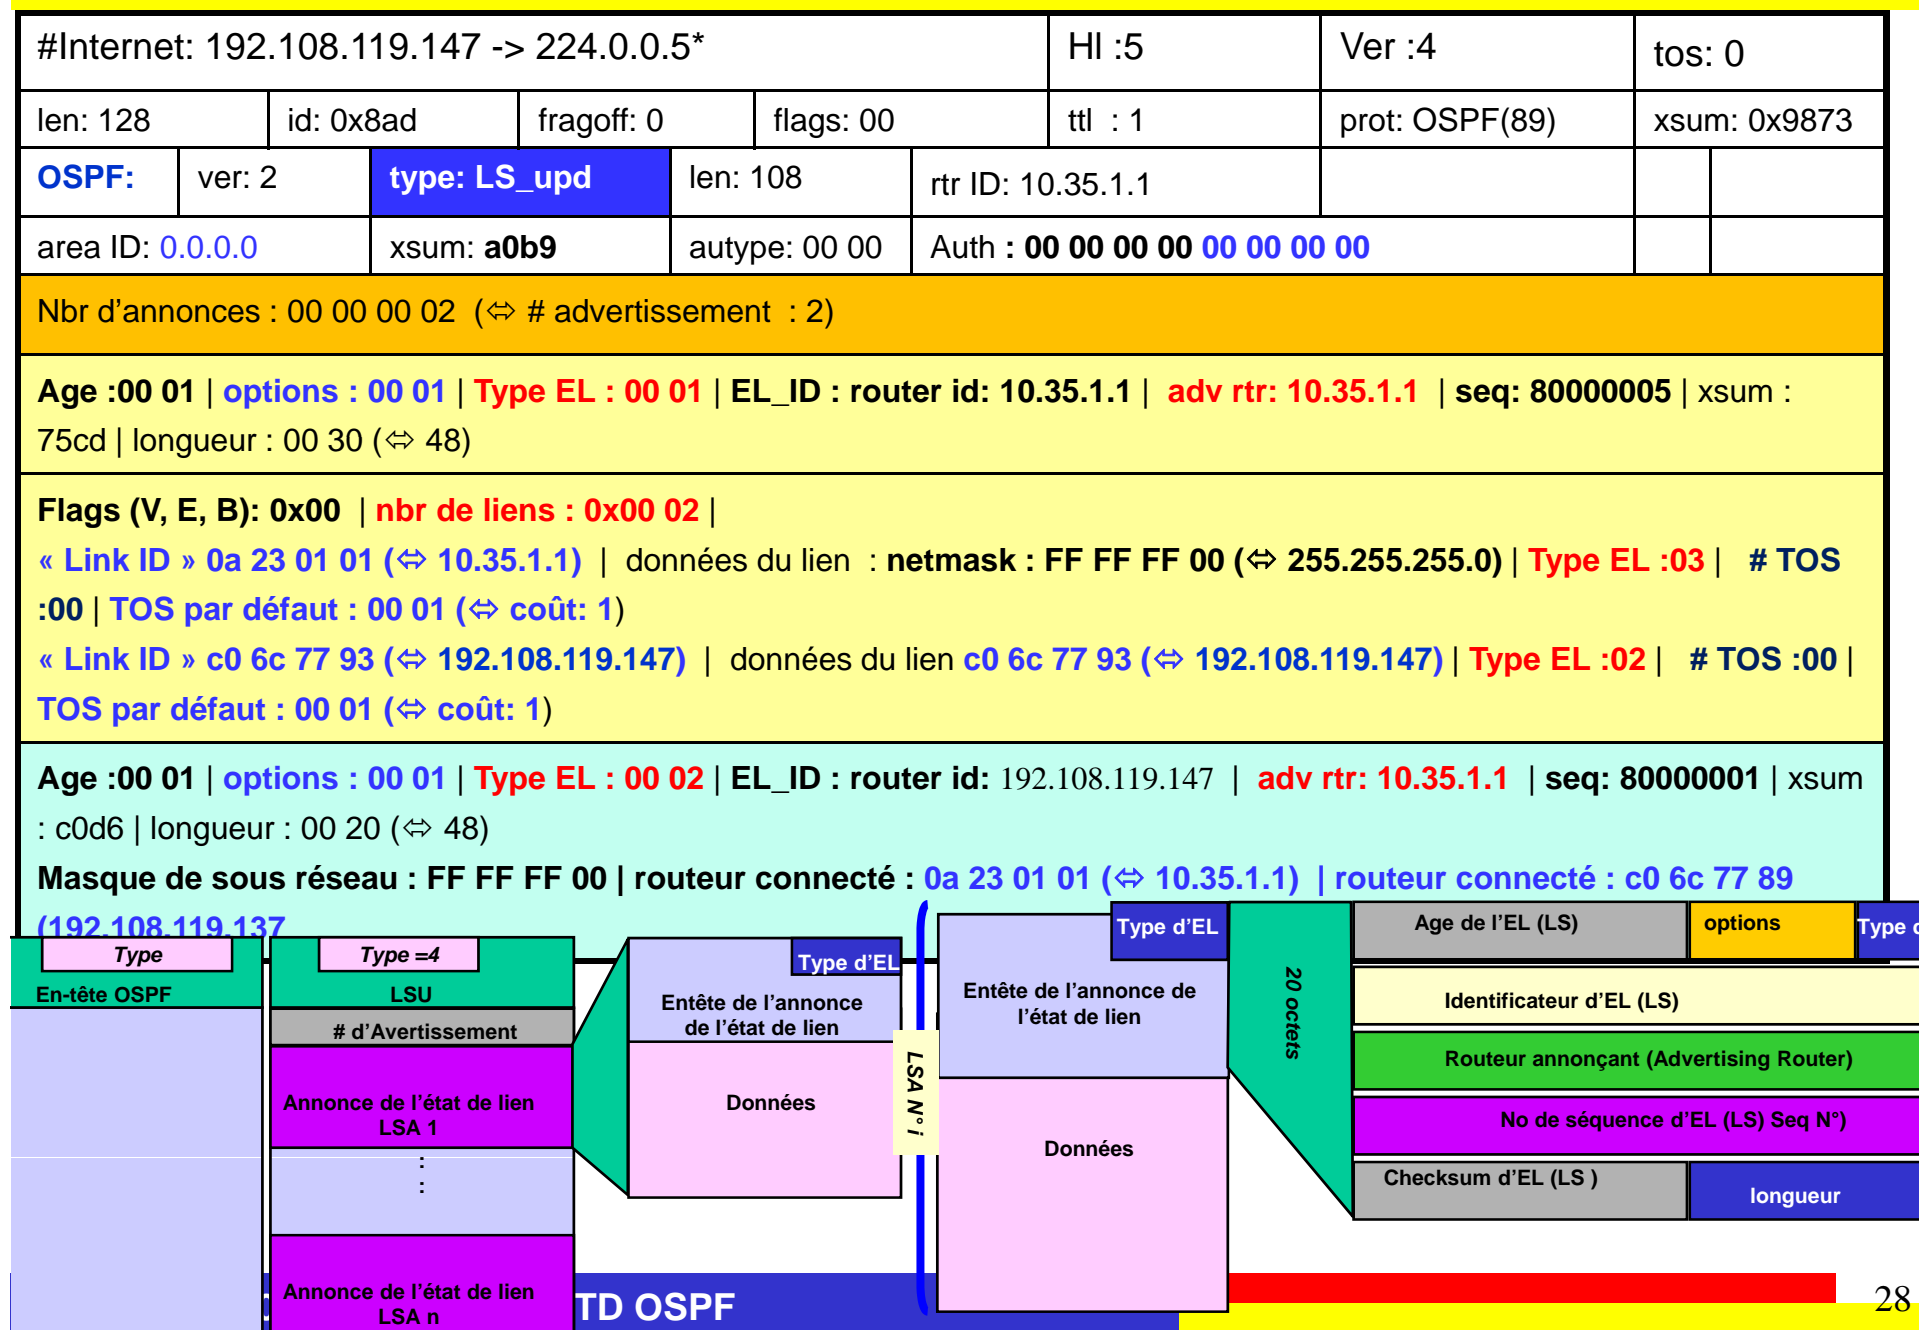 #Internet: 192.108.119.147 -> 224.0.0.5* Hl :5 Ver :4 tos: 0
len: 128 id: 0x8ad fragoff: 0 flags: 00 ttl : 1 prot: OSPF(89) xsum: 0x9873
OSPF: ver: 2 type: LS_upd len: 108 rtr ID: 10.35.1.1
area ID: 0.0.0.0 xsum: a0b9 autype: 00 00 Auth : 00 00 00 00 00 00 00 00
Nbr d'annonces : 00 00 00 02 (⬄ # advertissement : 2)
Age :00 01 | options : 00 01 | Type EL : 00 01 | EL_ID : router id: 10.35.1.1 | adv rtr: 10.35.1.1 | seq: 80000005 | xsum :
75cd | longueur : 00 30 (⬄ 48)
Flags (V, E, B): 0x00 | nbr de liens : 0x00 02 |
« Link ID » 0a 23 01 01 (⬄ 10.35.1.1) | données du lien : netmask : FF FF FF 00 (⬄ 255.255.255.0) | Type EL :03 | # TOS
:00 | TOS par défaut : 00 01 (⬄ coût: 1)
« Link ID » c0 6c 77 93 (⬄ 192.108.119.147) | données du lien c0 6c 77 93 (⬄ 192.108.119.147) | Type EL :02 | # TOS :00 |
TOS par défaut : 00 01 (⬄ coût: 1)
Age :00 01 | options : 00 01 | Type EL : 00 02 | EL_ID : router id: 192.108.119.147 | adv rtr: 10.35.1.1 | seq: 80000001 | xsum
: c0d6 | longueur : 00 20 (⬄ 48)
Masque de sous réseau : FF FF FF 00 | routeur connecté : 0a 23 01 01 (⬄ 10.35.1.1) | routeur connecté : c0 6c 77 89
(192.108.119.137
Type
En-tête OSPF
Type =4
LSU
# d'Avertissement
Annonce de l'état de lien
LSA 1
:
:
Annonce de l'état de lien
LSA n
Type d'EL
Entête de l'annonce
de l'état de lien
Données
LSA N° i
Type d'EL
Entête de l'annonce de
l'état de lien
Données
20 octets
Age de l'EL (LS) options Type
Identificateur d'EL (LS)
Routeur annonçant (Advertising Router)
No de séquence d'EL (LS) Seq N°)
Checksum d'EL (LS ) longueur
TD OSPF
28